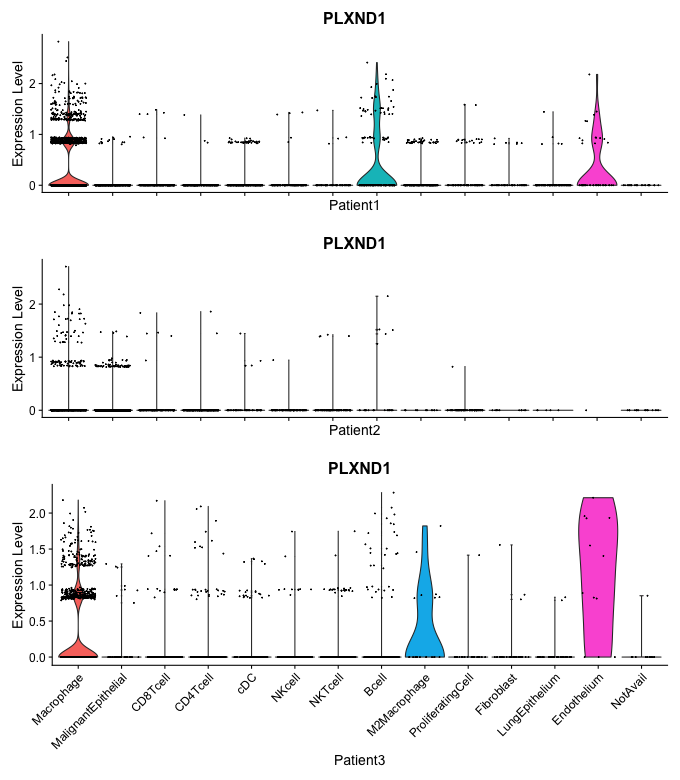 PLXND1
Expression Level
2
1
0
Patient1
PLXND1
Expression Level
2
1
0
Patient2
PLXND1
Expression Level
2.0
1.5
1.0
0.5
0.0
Macrophage
MalignantEpithelial
CD8Tcell
CD4Tcell
cDC
NKcell
NKTcell
Bcell
M2Macrophage
ProliferatingCell
Fibroblast
LungEpithelium
Endothelium
NotAvail
Patient3